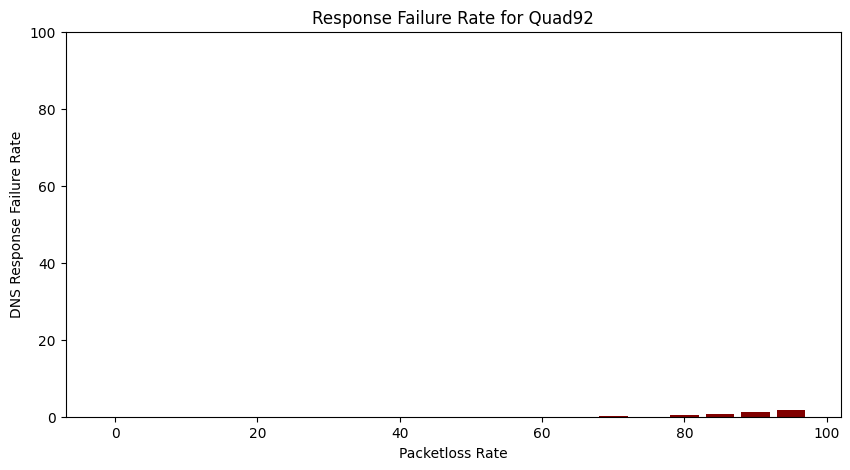 Response Failure Rate for Quad92
100
80
60
40
20
0
DNS Response Failure Rate
0 20 40 60 80 100
Packetloss Rate